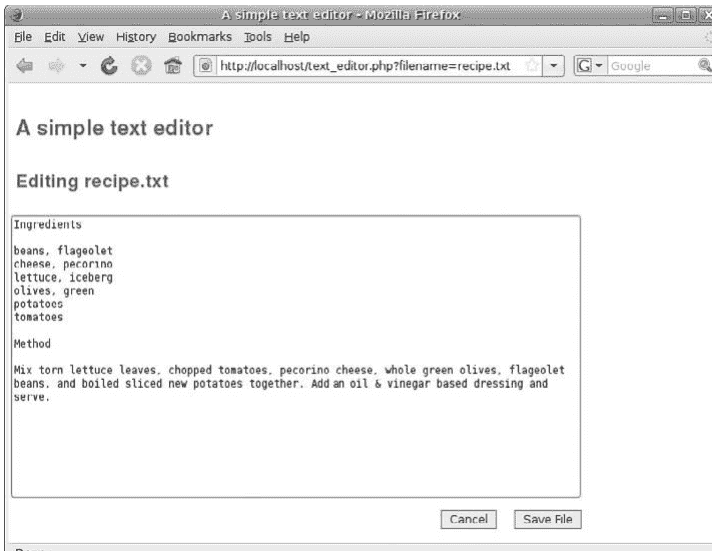 A simple text editor - Mozilla Firefox
File Edit View History Bookmarks Tools Help
http://localhost/text_editor.php?filename=recipe.txt
G
Google
A simple text editor
Editing recipe.txt
Ingredients
beans, flageolet
cheese, pecorino
lettuce, iceberg
olives, green
potatoes
tomatoes
Method
Mix torn lettuce leaves, chopped tomatoes, pecorino cheese, whole green olives, flageolet
beans, and boiled sliced new potatoes together. Add an oil & vinegar based dressing and
serve.
Cancel Save File